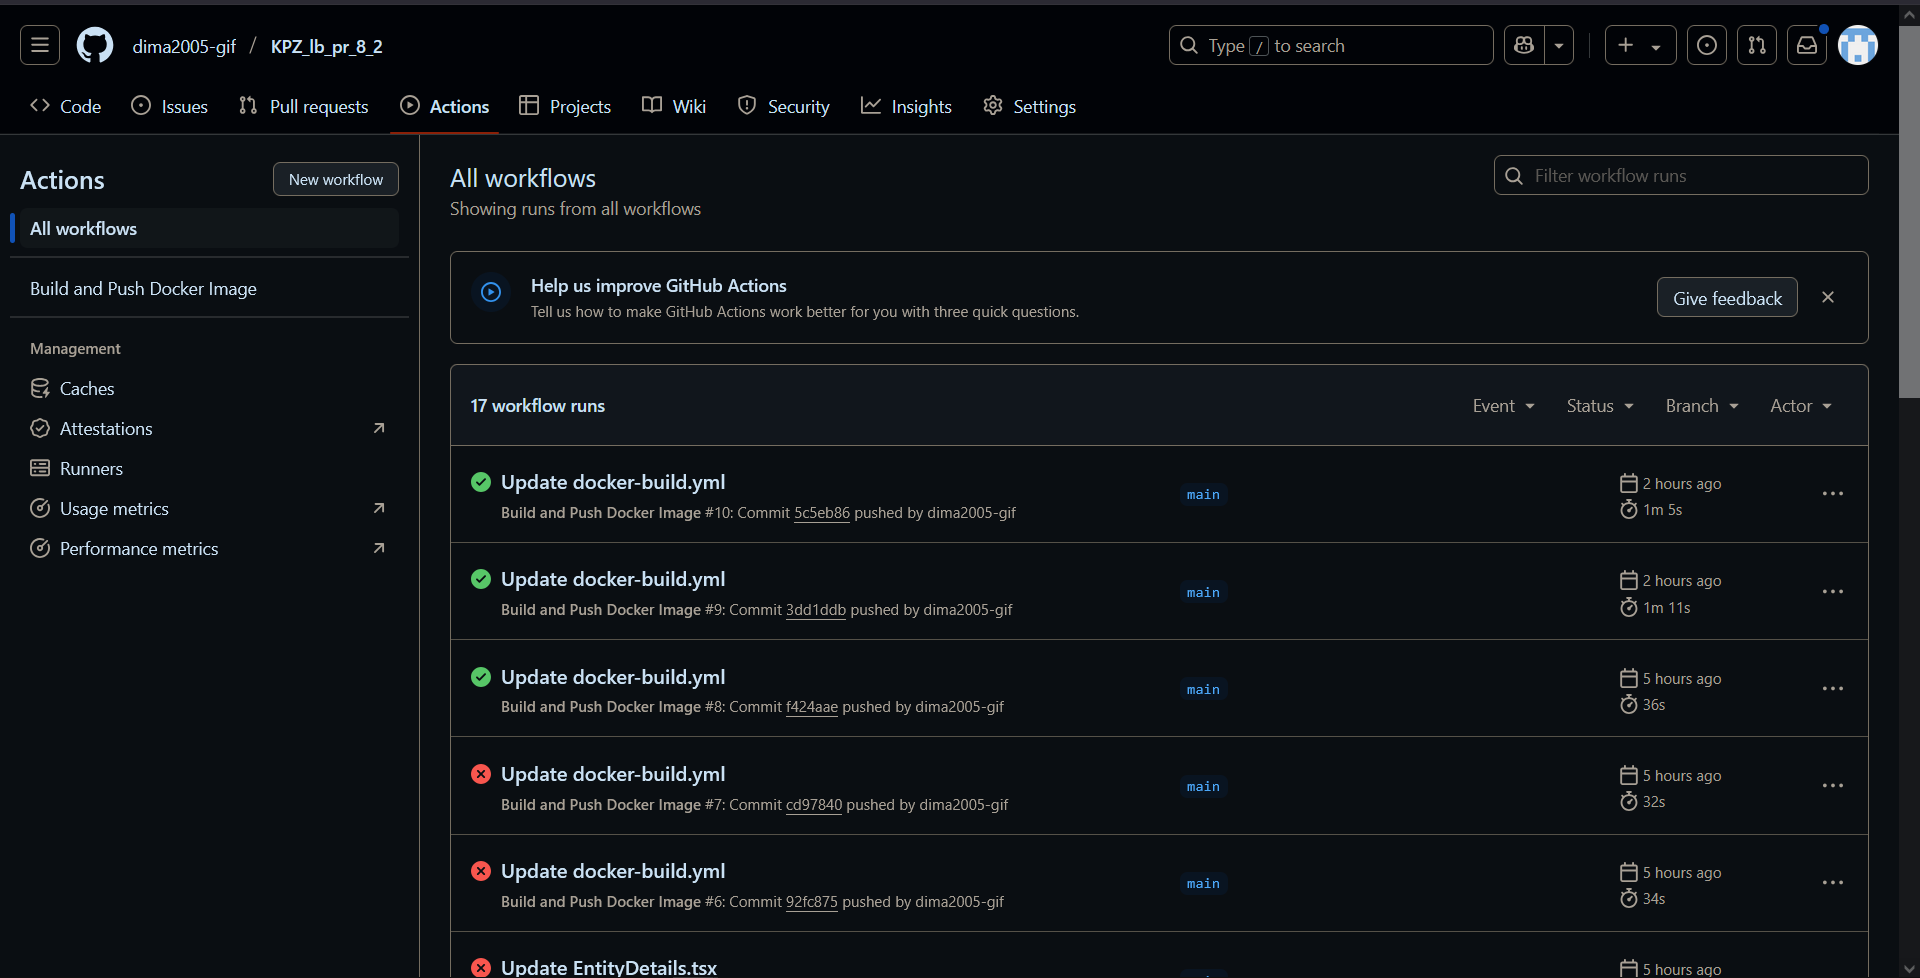 dima2005-gif / KPZ_lb_pr_8_2
Type / to search
Code Issues Pull requests Actions Projects Wiki Security Insights Settings
Actions
New workflow
All workflows
Build and Push Docker Image
Management
Caches
Attestations
Runners
Usage metrics
Performance metrics
All workflows
Showing runs from all workflows
Filter workflow runs
Help us improve GitHub Actions
Tell us how to make GitHub Actions work better for you with three quick questions.
Give feedback
17 workflow runs
Event Status Branch Actor
Update docker-build.yml
Build and Push Docker Image #10: Commit 5c5eb86 pushed by dima2005-gif
main
2 hours ago
1m 5s
Update docker-build.yml
Build and Push Docker Image #9: Commit 3dd1ddb pushed by dima2005-gif
main
2 hours ago
1m 11s
Update docker-build.yml
Build and Push Docker Image #8: Commit f424aae pushed by dima2005-gif
main
5 hours ago
36s
Update docker-build.yml
Build and Push Docker Image #7: Commit cd97840 pushed by dima2005-gif
main
5 hours ago
32s
Update docker-build.yml
Build and Push Docker Image #6: Commit 92fc875 pushed by dima2005-gif
main
5 hours ago
34s
Update EntityDetails.tsx
5 hours ago